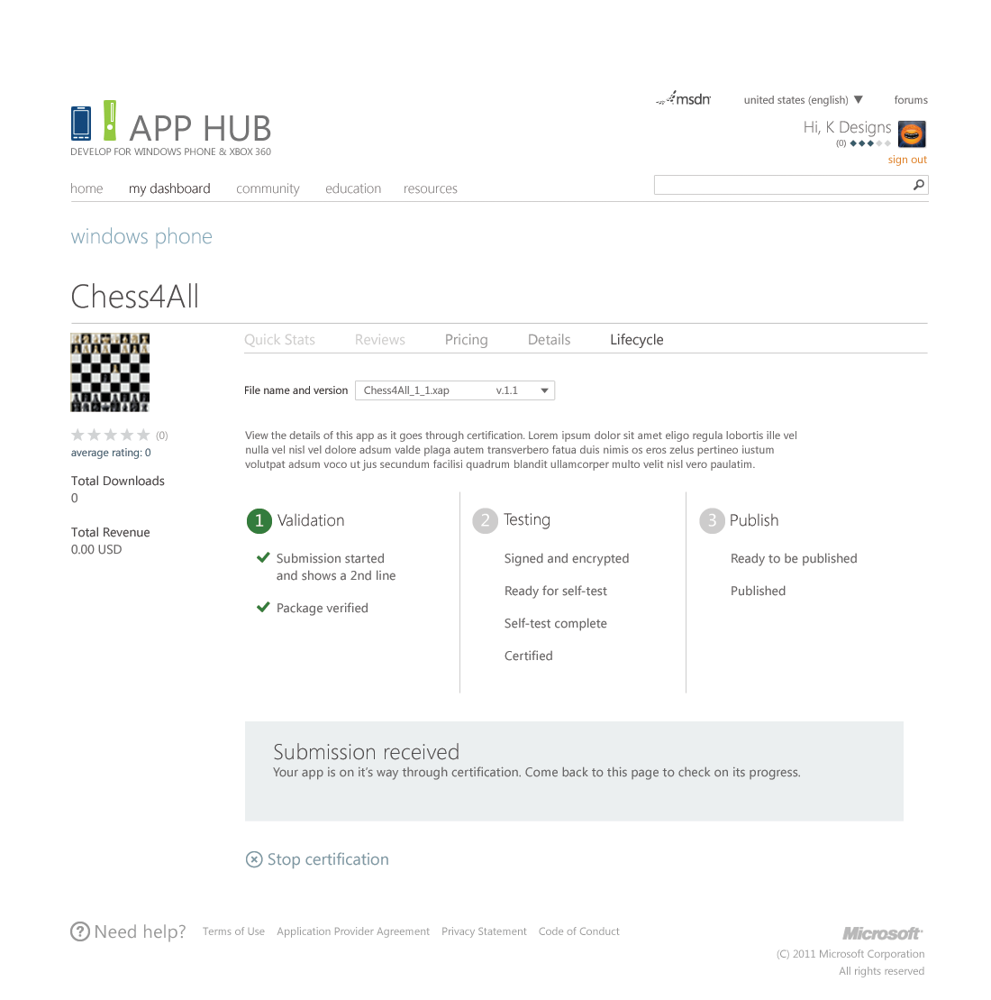 msdn
united states (english)
forums
APP HUB
DEVELOP FOR WINDOWS PHONE & XBOX 360
Hi, K Designs
(0)
sign out
home my dashboard community education resources
windows phone
Chess4All
Quick Stats Reviews Pricing Details Lifecycle
File name and version Chess4All_1_1.xap v.1.1
(0)
average rating: 0
Total Downloads
0
Total Revenue
0.00 USD
View the details of this app as it goes through certification. Lorem ipsum dolor sit amet eligo regula lobortis ille vel
nulla vel nisl vel dolore adsum valde plaga autem transverbero fatua duis nimis os eros zelus pertineo iustum
volutpat adsum voco ut jus secundum facilisi quadrum blandit ullamcorper multo velit nisl vero paulatim.
1 Validation
Submission started
and shows a 2nd line
Package verified
2 Testing
Signed and encrypted
Ready for self-test
Self-test complete
Certified
3 Publish
Ready to be published
Published
Submission received
Your app is on it's way through certification. Come back to this page to check on its progress.
Stop certification
? Need help? Terms of Use Application Provider Agreement Privacy Statement Code of Conduct
Microsoft
(C) 2011 Microsoft Corporation
All rights reserved